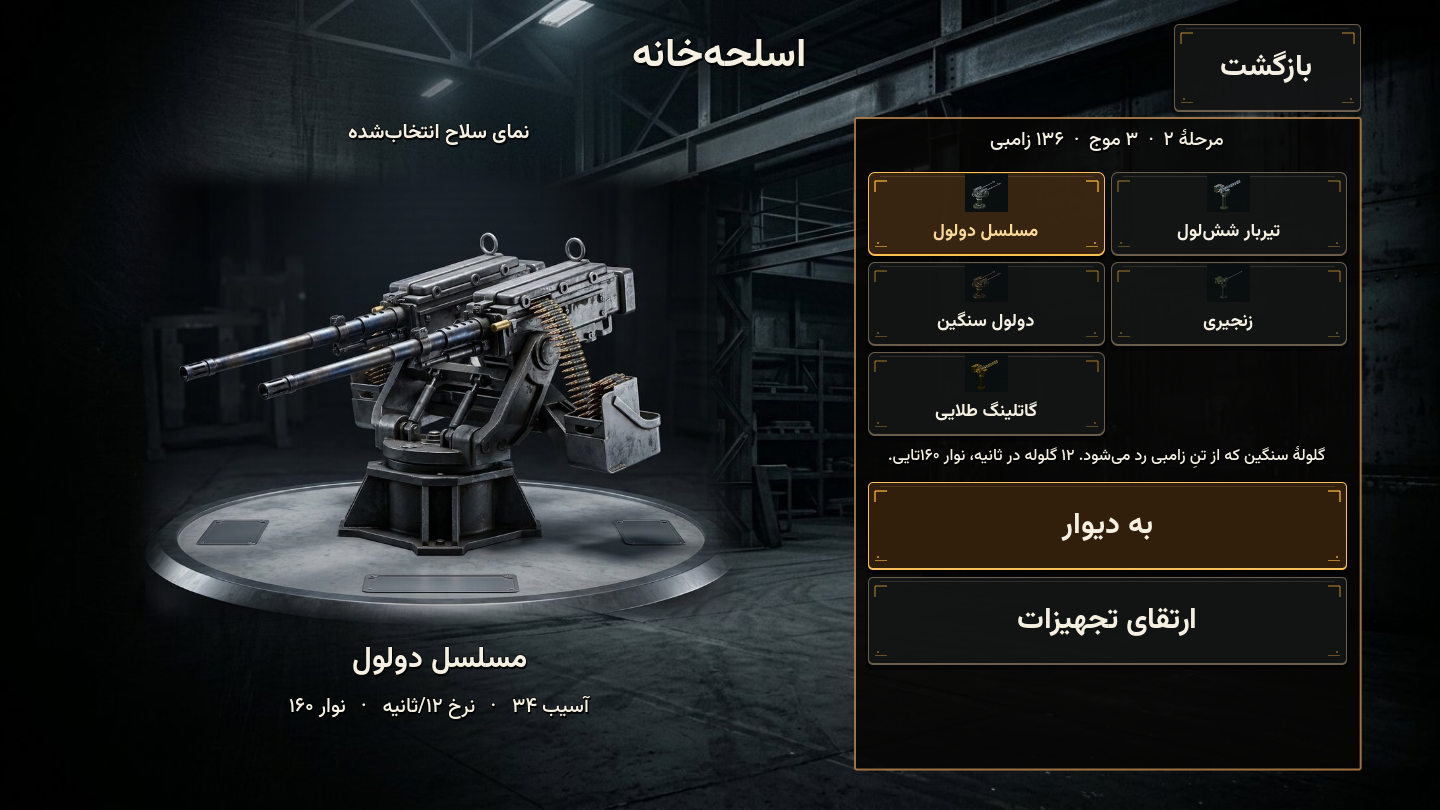 اسلحه‌خانه
بازگشت
نمای سلاح انتخاب‌شده
مرحلهٔ ۲ · ۳ موج · ۱۳۶ زامبی
تیربار شش‌لول
مسلسل دولول
زنجیری
دولول سنگین
گاتلینگ طلایی
گلولهٔ سنگین که از تنِ زامبی رد می‌شود. ۱۲ گلوله در ثانیه، نوار ۱۶۰تایی.
به دیوار
ارتقای تجهیزات
مسلسل دولول
آسیب ۳۴ · نرخ ۱۲/ثانیه · نوار ۱۶۰